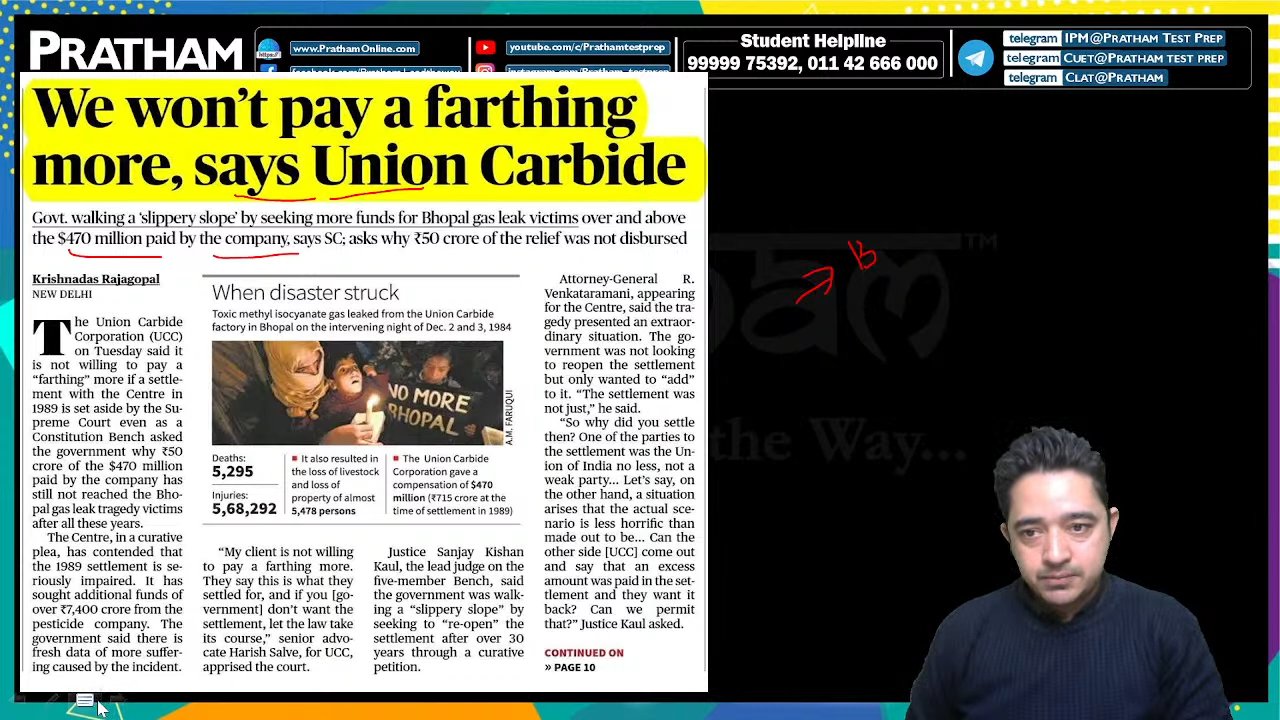 PRATHAM
https://
www.PrathamOnline.com
youtube.com/c/Prathamtestprep
Student Helpline
99999 75392, 011 42 666 000
telegram IPM@PRATHAM TEST PREP
telegram CUET@PRATHAM TEST PREP
telegram CLAT@PRATHAM
We won't pay a farthing
more, says Union Carbide
Govt. walking a 'slippery slope' by seeking more funds for Bhopal gas leak victims over and above
the $470 million paid by the company, says SC; asks why ₹50 crore of the relief was not disbursed
Krishnadas Rajagopal
NEW DELHI
The Union Carbide
Corporation (UCC)
on Tuesday said it
is not willing to pay a
“farthing” more if a settle-
ment with the Centre in
1989 is set aside by the Su-
preme Court even as a
Constitution Bench asked
the government why ₹50
crore of the $470 million
paid by the company has
still not reached the Bho-
pal gas leak tragedy victims
after all these years.
The Centre, in a curative
plea, has contended that
the 1989 settlement is se-
riously impaired. It has
sought additional funds of
over ₹7,400 crore from the
pesticide company. The
government said there is
fresh data of more suffer-
ing caused by the incident.
When disaster struck
Toxic methyl isocyanate gas leaked from the Union Carbide
factory in Bhopal on the intervening night of Dec. 2 and 3, 1984
NO MORE
BHOPAL
A.M. FARUQUI
Deaths:
5,295
Injuries:
5,68,292
It also resulted in
the loss of livestock
and loss of
property of almost
5,478 persons
The Union Carbide
Corporation gave a
compensation of $470
million (₹715 crore at the
time of settlement in 1989)
“My client is not willing
to pay a farthing more.
They say this is what they
settled for, and if you [go-
vernment] don't want the
settlement, let the law take
its course,” senior advo-
cate Harish Salve, for UCC,
apprised the court.
Justice Sanjay Kishan
Kaul, the lead judge on the
five-member Bench, said
the government was walk-
ing a “slippery slope” by
seeking to “re-open” the
settlement after over 30
years through a curative
petition.
Attorney-General R.
Venkataramani, appearing
for the Centre, said the tra-
gedy presented an extraor-
dinary situation. The go-
vernment was not looking
to reopen the settlement
but only wanted to “add”
to it. “The settlement was
not just,” he said.
“So why did you settle
then? One of the parties to
the settlement was the Un-
ion of India no less, not a
weak party... Let's say, on
the other hand, a situation
arises that the actual sce-
nario is less horrific than
made out to be... Can the
other side [UCC] come out
and say that an excess
amount was paid in the set-
tlement and they want it
back? Can we permit
that?” Justice Kaul asked.
CONTINUED ON
» PAGE 10
B
TM
the Way...